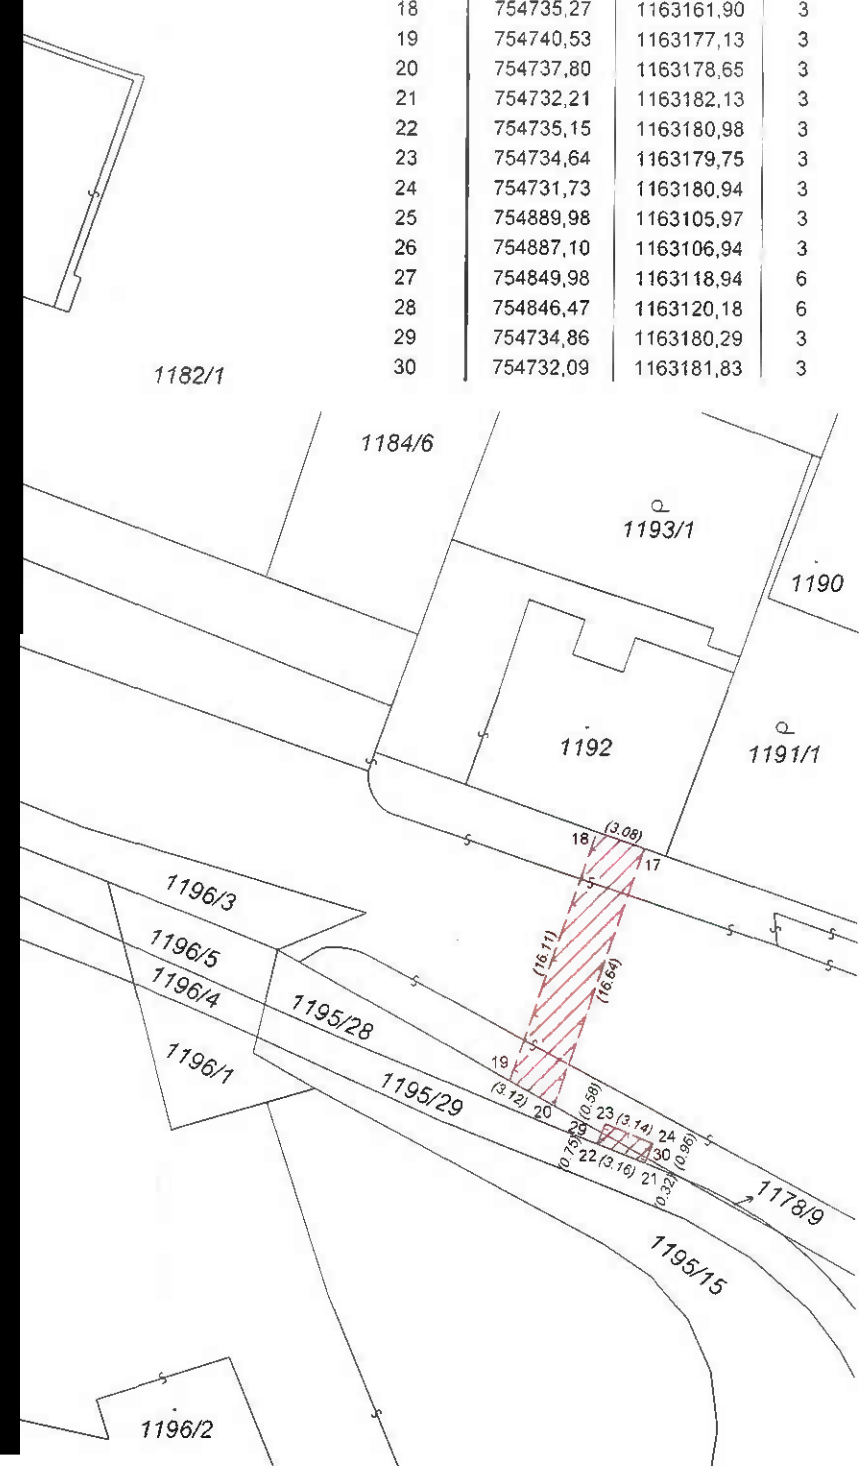 18 754735,27 1163161,90 3
19 754740,53 1163177,13 3
20 754737,80 1163178,65 3
21 754732,21 1163182,13 3
22 754735,15 1163180,98 3
23 754734,64 1163179,75 3
24 754731,73 1163180,94 3
25 754889,98 1163105,97 3
26 754887,10 1163106,94 3
27 754849,98 1163118,94 6
28 754846,47 1163120,18 6
29 754734,86 1163180,29 3
30 754732,09 1163181,83 3
1182/1
1184/6
1193/1
1190
1192
1191/1
18 (3.08)
17
1196/3
1196/5
(16.11)
(16.64)
1196/4
1195/28
1196/1
19
1195/29
(3.12)
20
(0.58)
23 (3.14) 24
29
30
(0.96)
(0.75)
22 (3.16) 21
(0.32)
1178/9
1195/15
1196/2